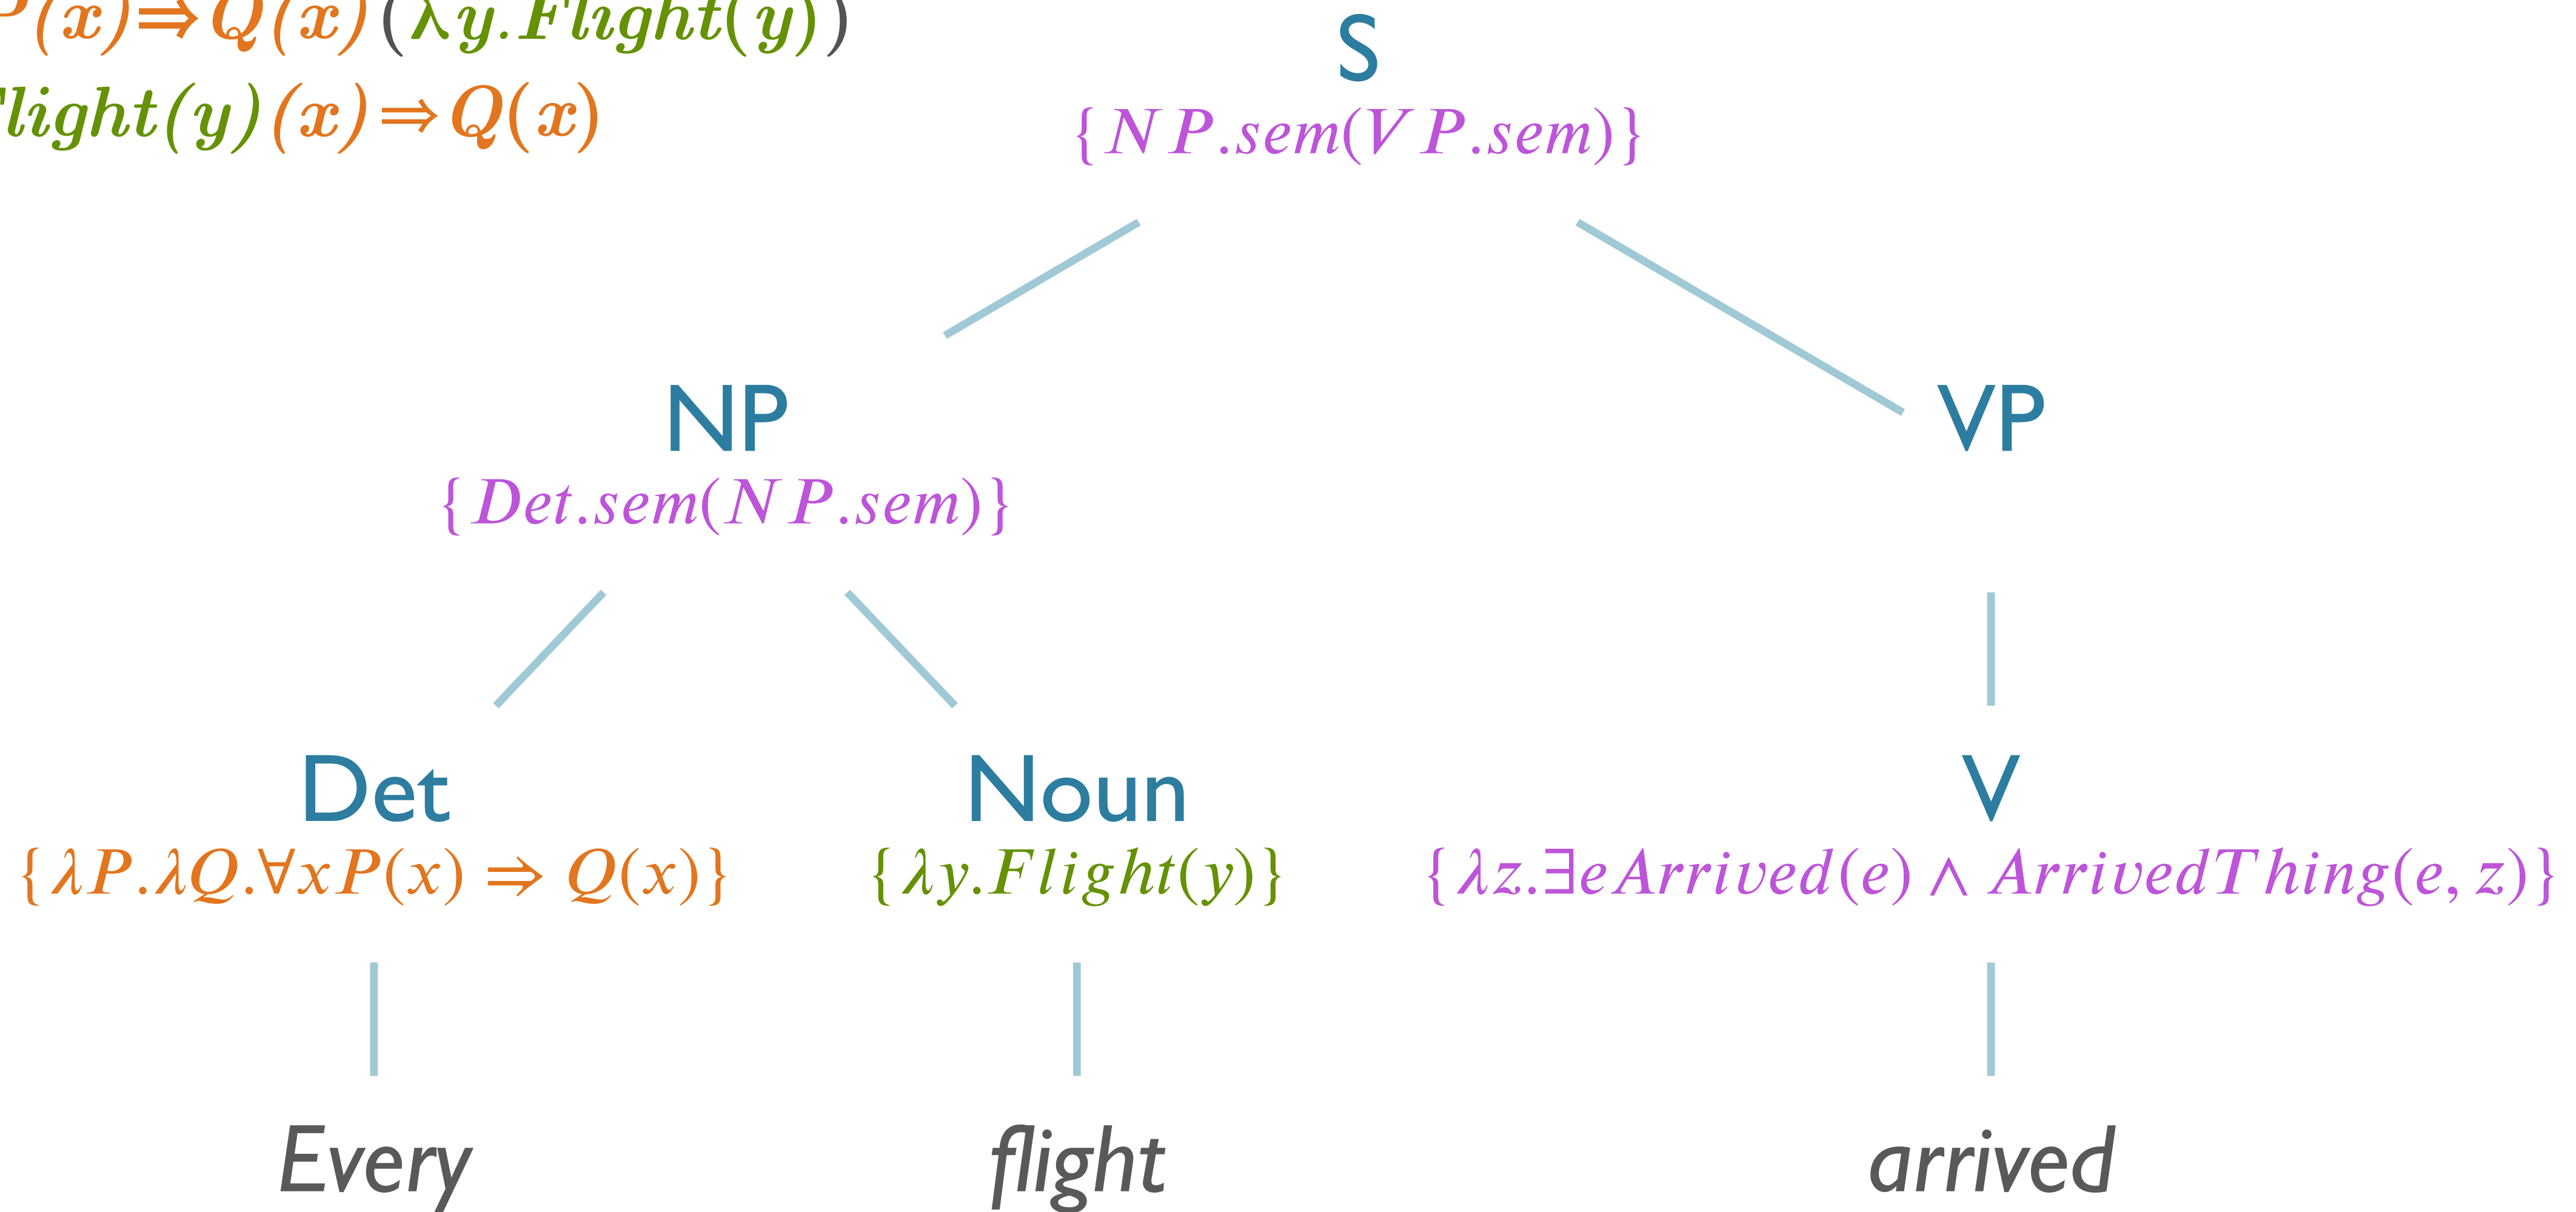 P(x)⇒Q(x)(λy.Flight(y))
Flight(y)(x)⇒Q(x)
S
{NP.sem(VP.sem)}
NP
VP
{Det.sem(NP.sem)}
Det
Noun
V
{λP.λQ.∀xP(x) ⇒ Q(x)}
{λy.Flight(y)}
{λz.∃eArrived(e) ∧ ArrivedThing(e, z)}
Every
flight
arrived